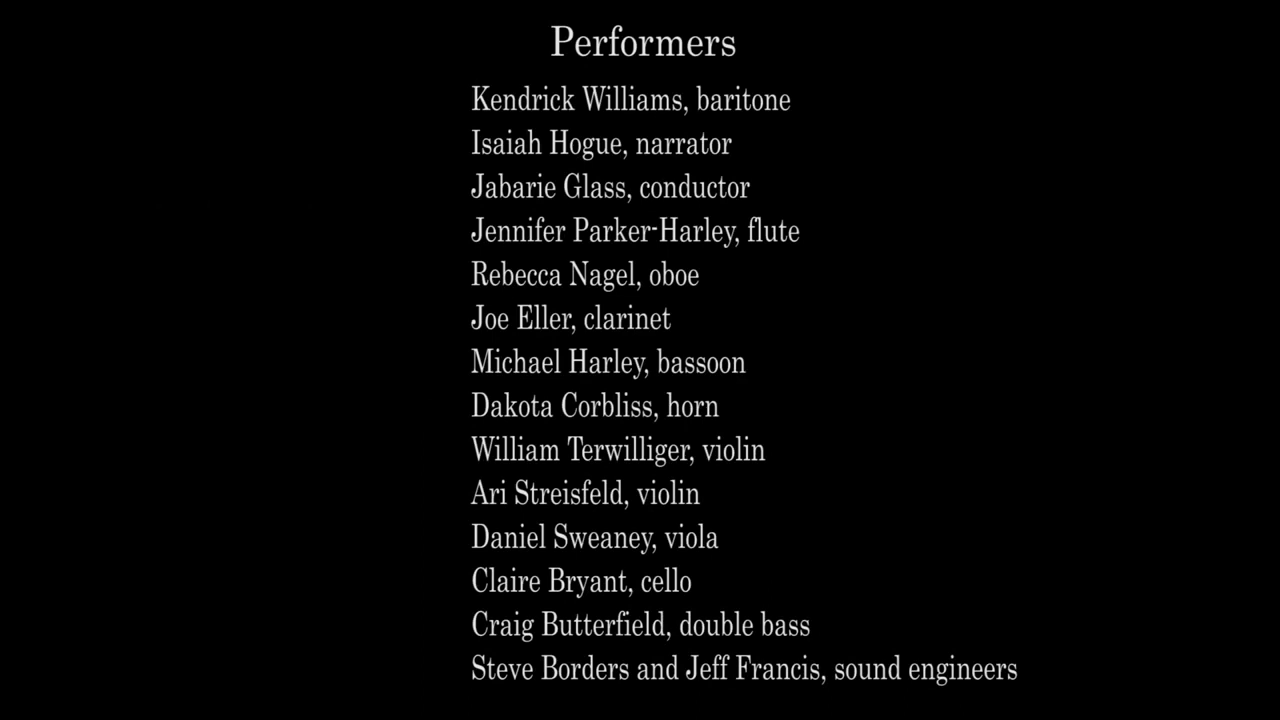 Performers
Kendrick Williams, baritone
Isaiah Hogue, narrator
Jabarie Glass, conductor
Jennifer Parker-Harley, flute
Rebecca Nagel, oboe
Joe Eller, clarinet
Michael Harley, bassoon
Dakota Corbliss, horn
William Terwilliger, violin
Ari Streisfeld, violin
Daniel Sweaney, viola
Claire Bryant, cello
Craig Butterfield, double bass
Steve Borders and Jeff Francis, sound engineers